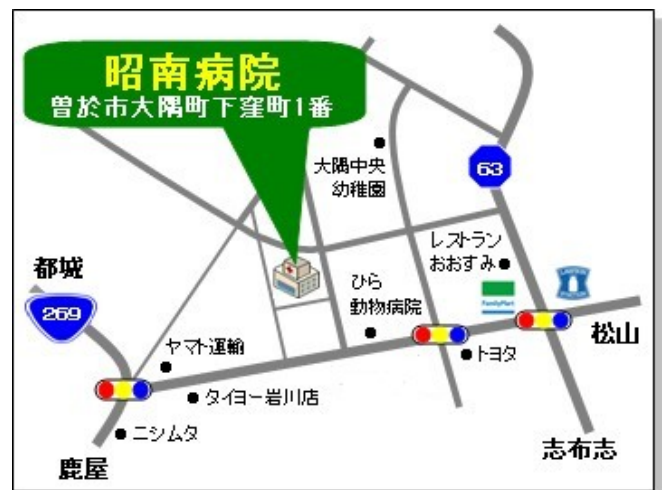 昭南病院
曽於市大隅町下窪町1番
大隅中央
幼稚園
63
レストラン
おおすみ
都城
269
ひら
動物病院
FamilyMart
ヤマト運輸
松山
トヨタ
タイヨー岩川店
ニシムタ
志布志
鹿屋